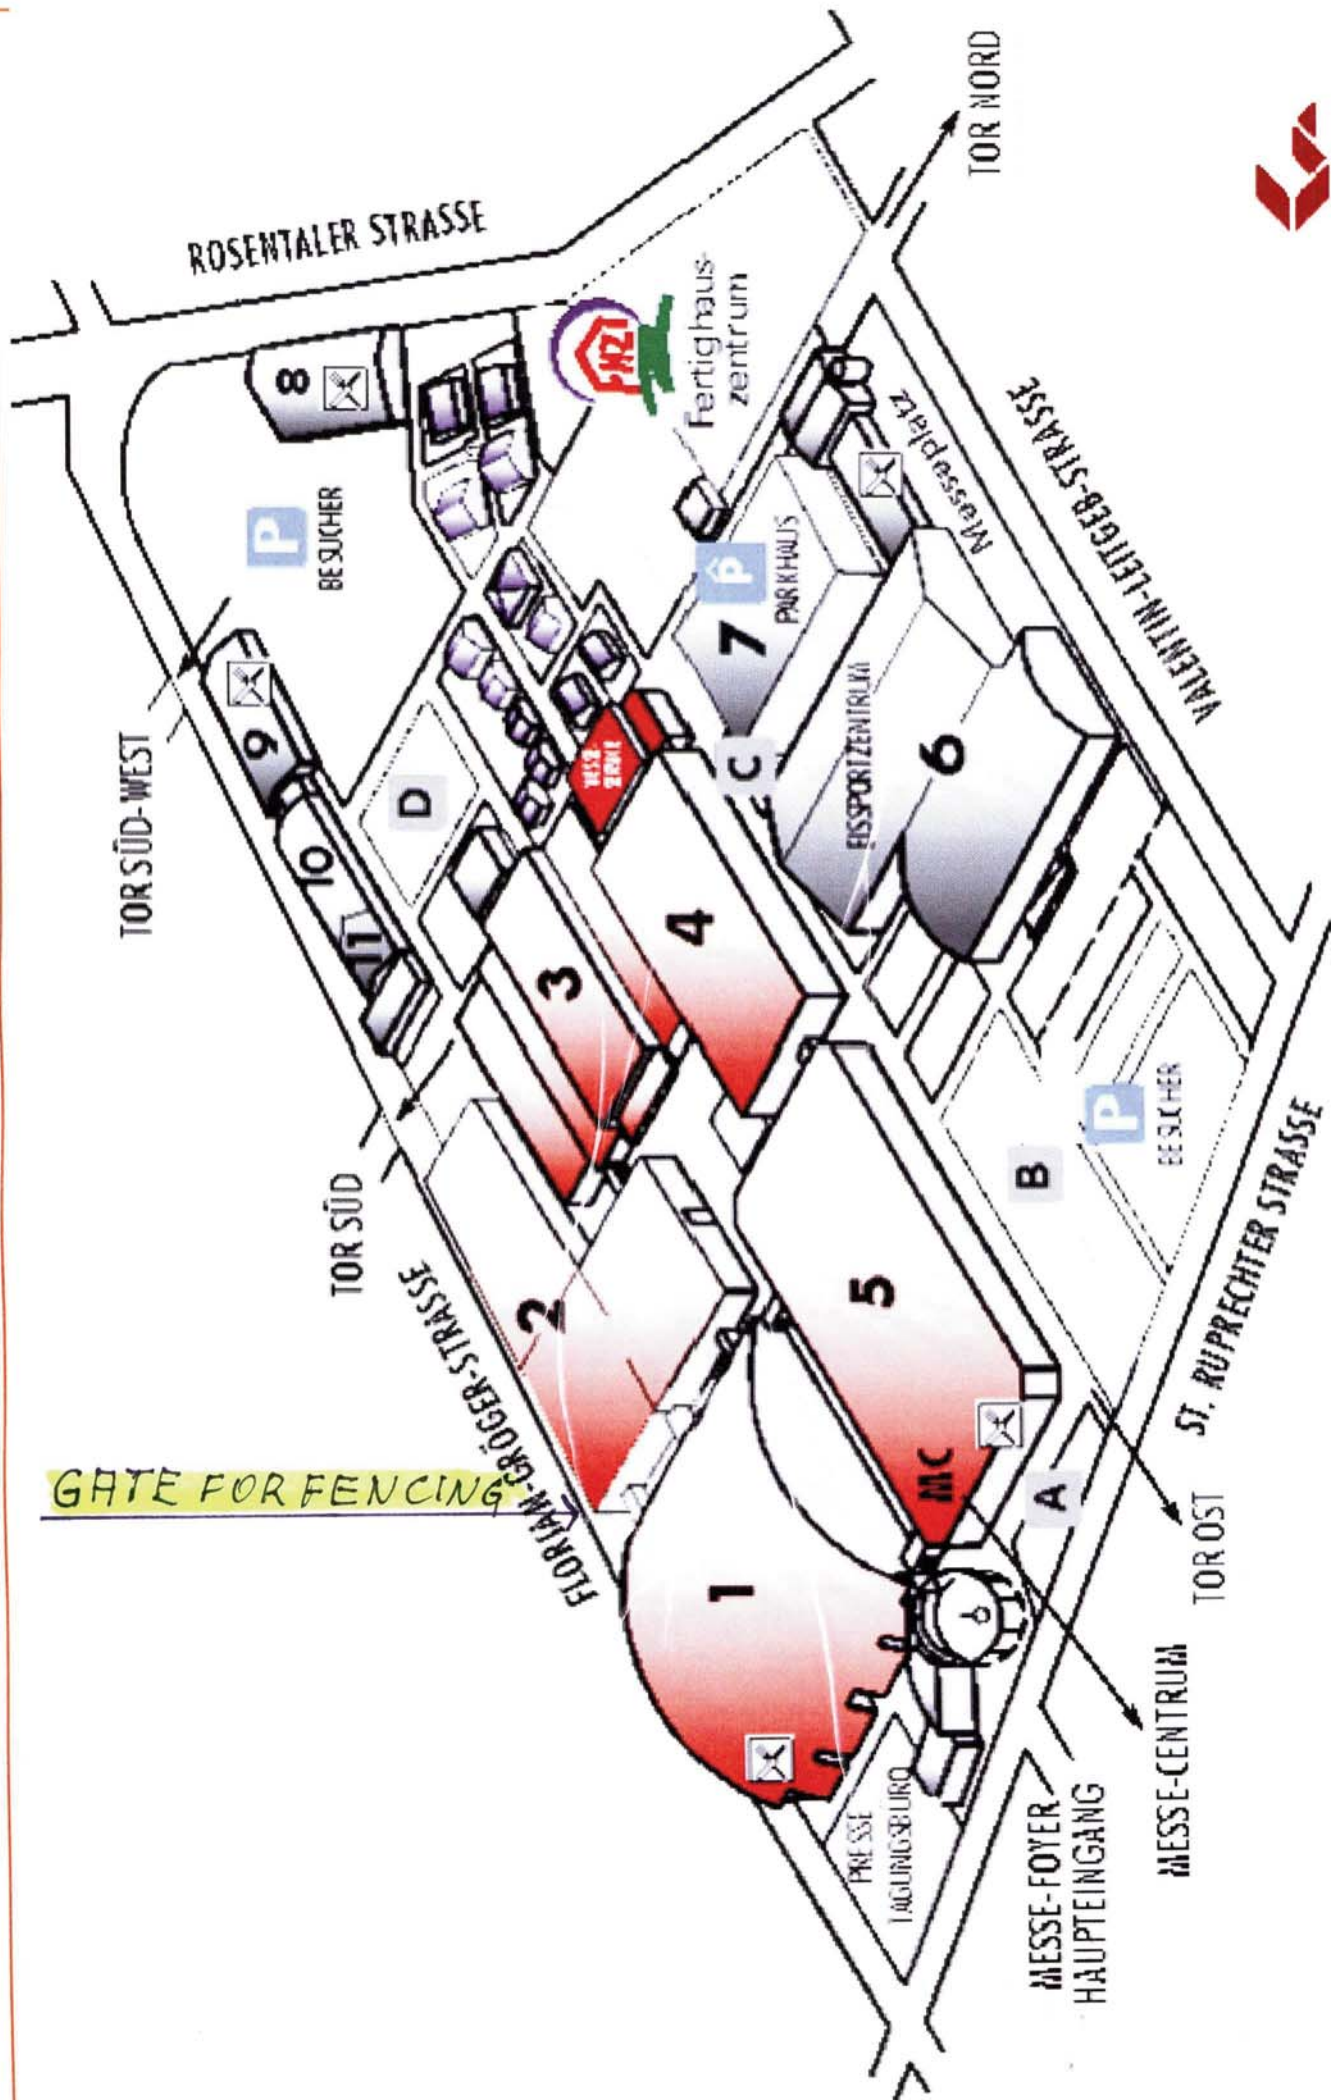 ROSENTALER STRASSE
TOR NORD
8
Fertighaus-
zentrum
P
BESUCHER
TOR SÜD-WEST
9
10
11
D
7
P
PARKHAUS
Messeplatz
VALENTIN-LEITGEB-STRASSE
C
EISSPORTZENTRUM
6
3
4
TOR SÜD
FLORIAN-GRÖGER-STRASSE
2
GATE FOR FENCING
5
MC
B
P
BESUCHER
ST. RUPRECHTER STRASSE
A
1
TOR OST
MESSE-CENTRUM
MESSE-FOYER
HAUPTEINGANG
PRESSE
TAGUNGSBÜRO